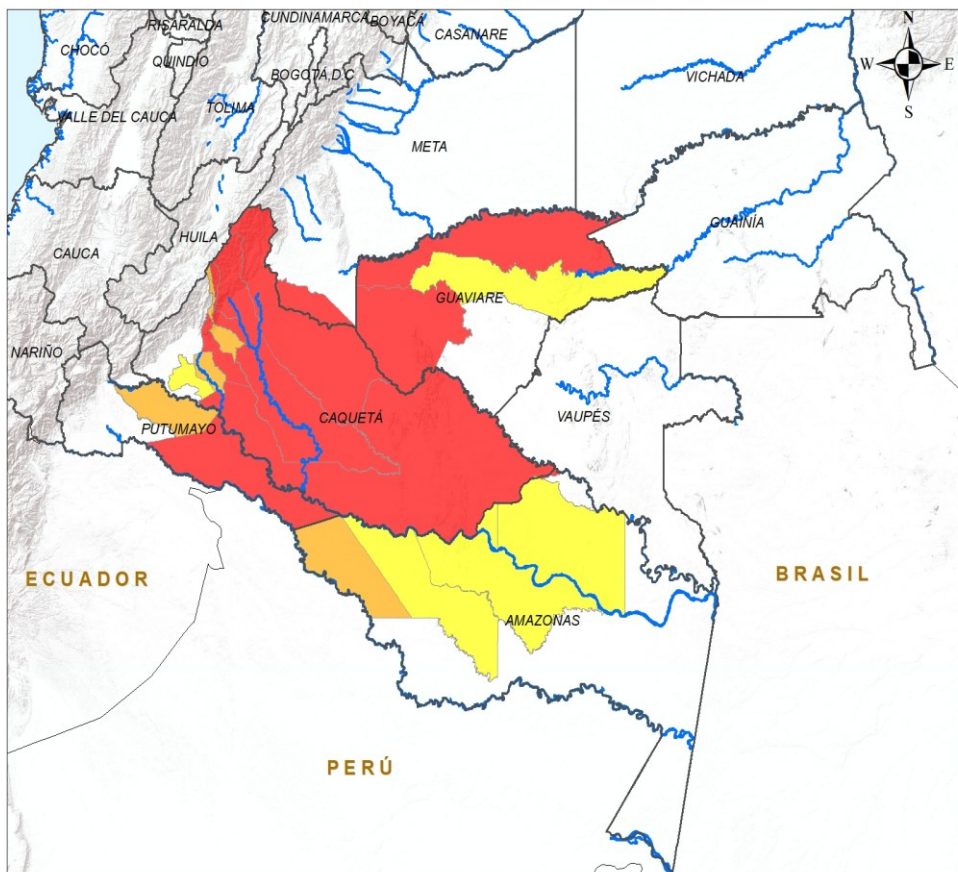 RISARALDA
CUNDINAMARCA
BOYACÁ
CASANARE
CHOCÓ
QUINDIO
BOGOTÁ,D.C
VICHADA
N
W
E
S
VALLE DEL CAUCA
TOLIMA
META
CAUCA
HUILA
GUAINÍA
GUAVIARE
NARIÑO
CAQUETÁ
VAUPÉS
PUTUMAYO
ECUADOR
BRASIL
AMAZONAS
PERÚ